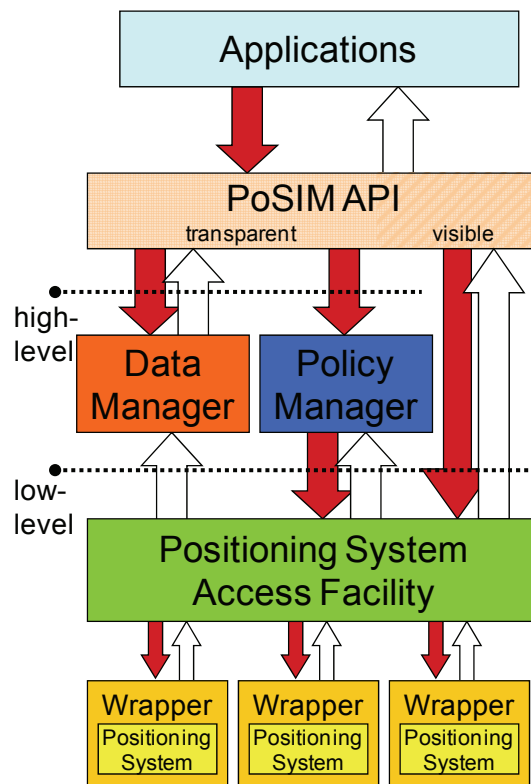 Applications
PoSIM API
transparent
visible
high-
level
Data
Manager
Policy
Manager
low-
level
Positioning System
Access Facility
Wrapper
Positioning
System
Wrapper
Positioning
System
Wrapper
Positioning
System